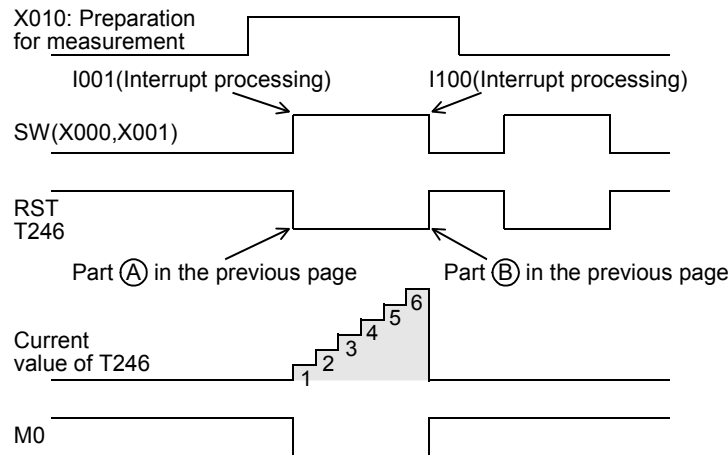 X010: Preparation
for measurement
I001(Interrupt processing)
I100(Interrupt processing)
SW(X000,X001)
RST
T246
Part Ⓐ in the previous page
Part Ⓑ in the previous page
6
5
4
3
2
1
Current
value of T246
M0